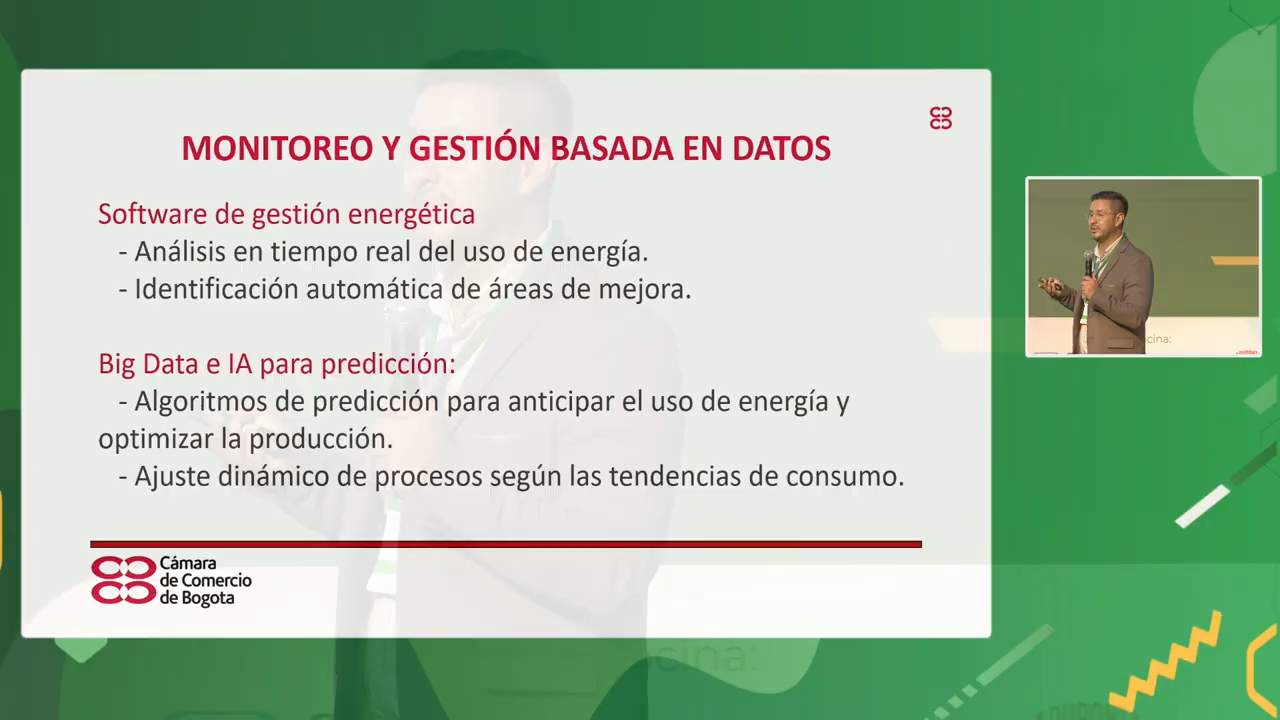 MONITOREO Y GESTIÓN BASADA EN DATOS
Software de gestión energética
- Análisis en tiempo real del uso de energía.
- Identificación automática de áreas de mejora.
Big Data e IA para predicción:
- Algoritmos de predicción para anticipar el uso de energía y
optimizar la producción.
- Ajuste dinámico de procesos según las tendencias de consumo.
Cámara
de Comercio
de Bogota
cina:
cina: